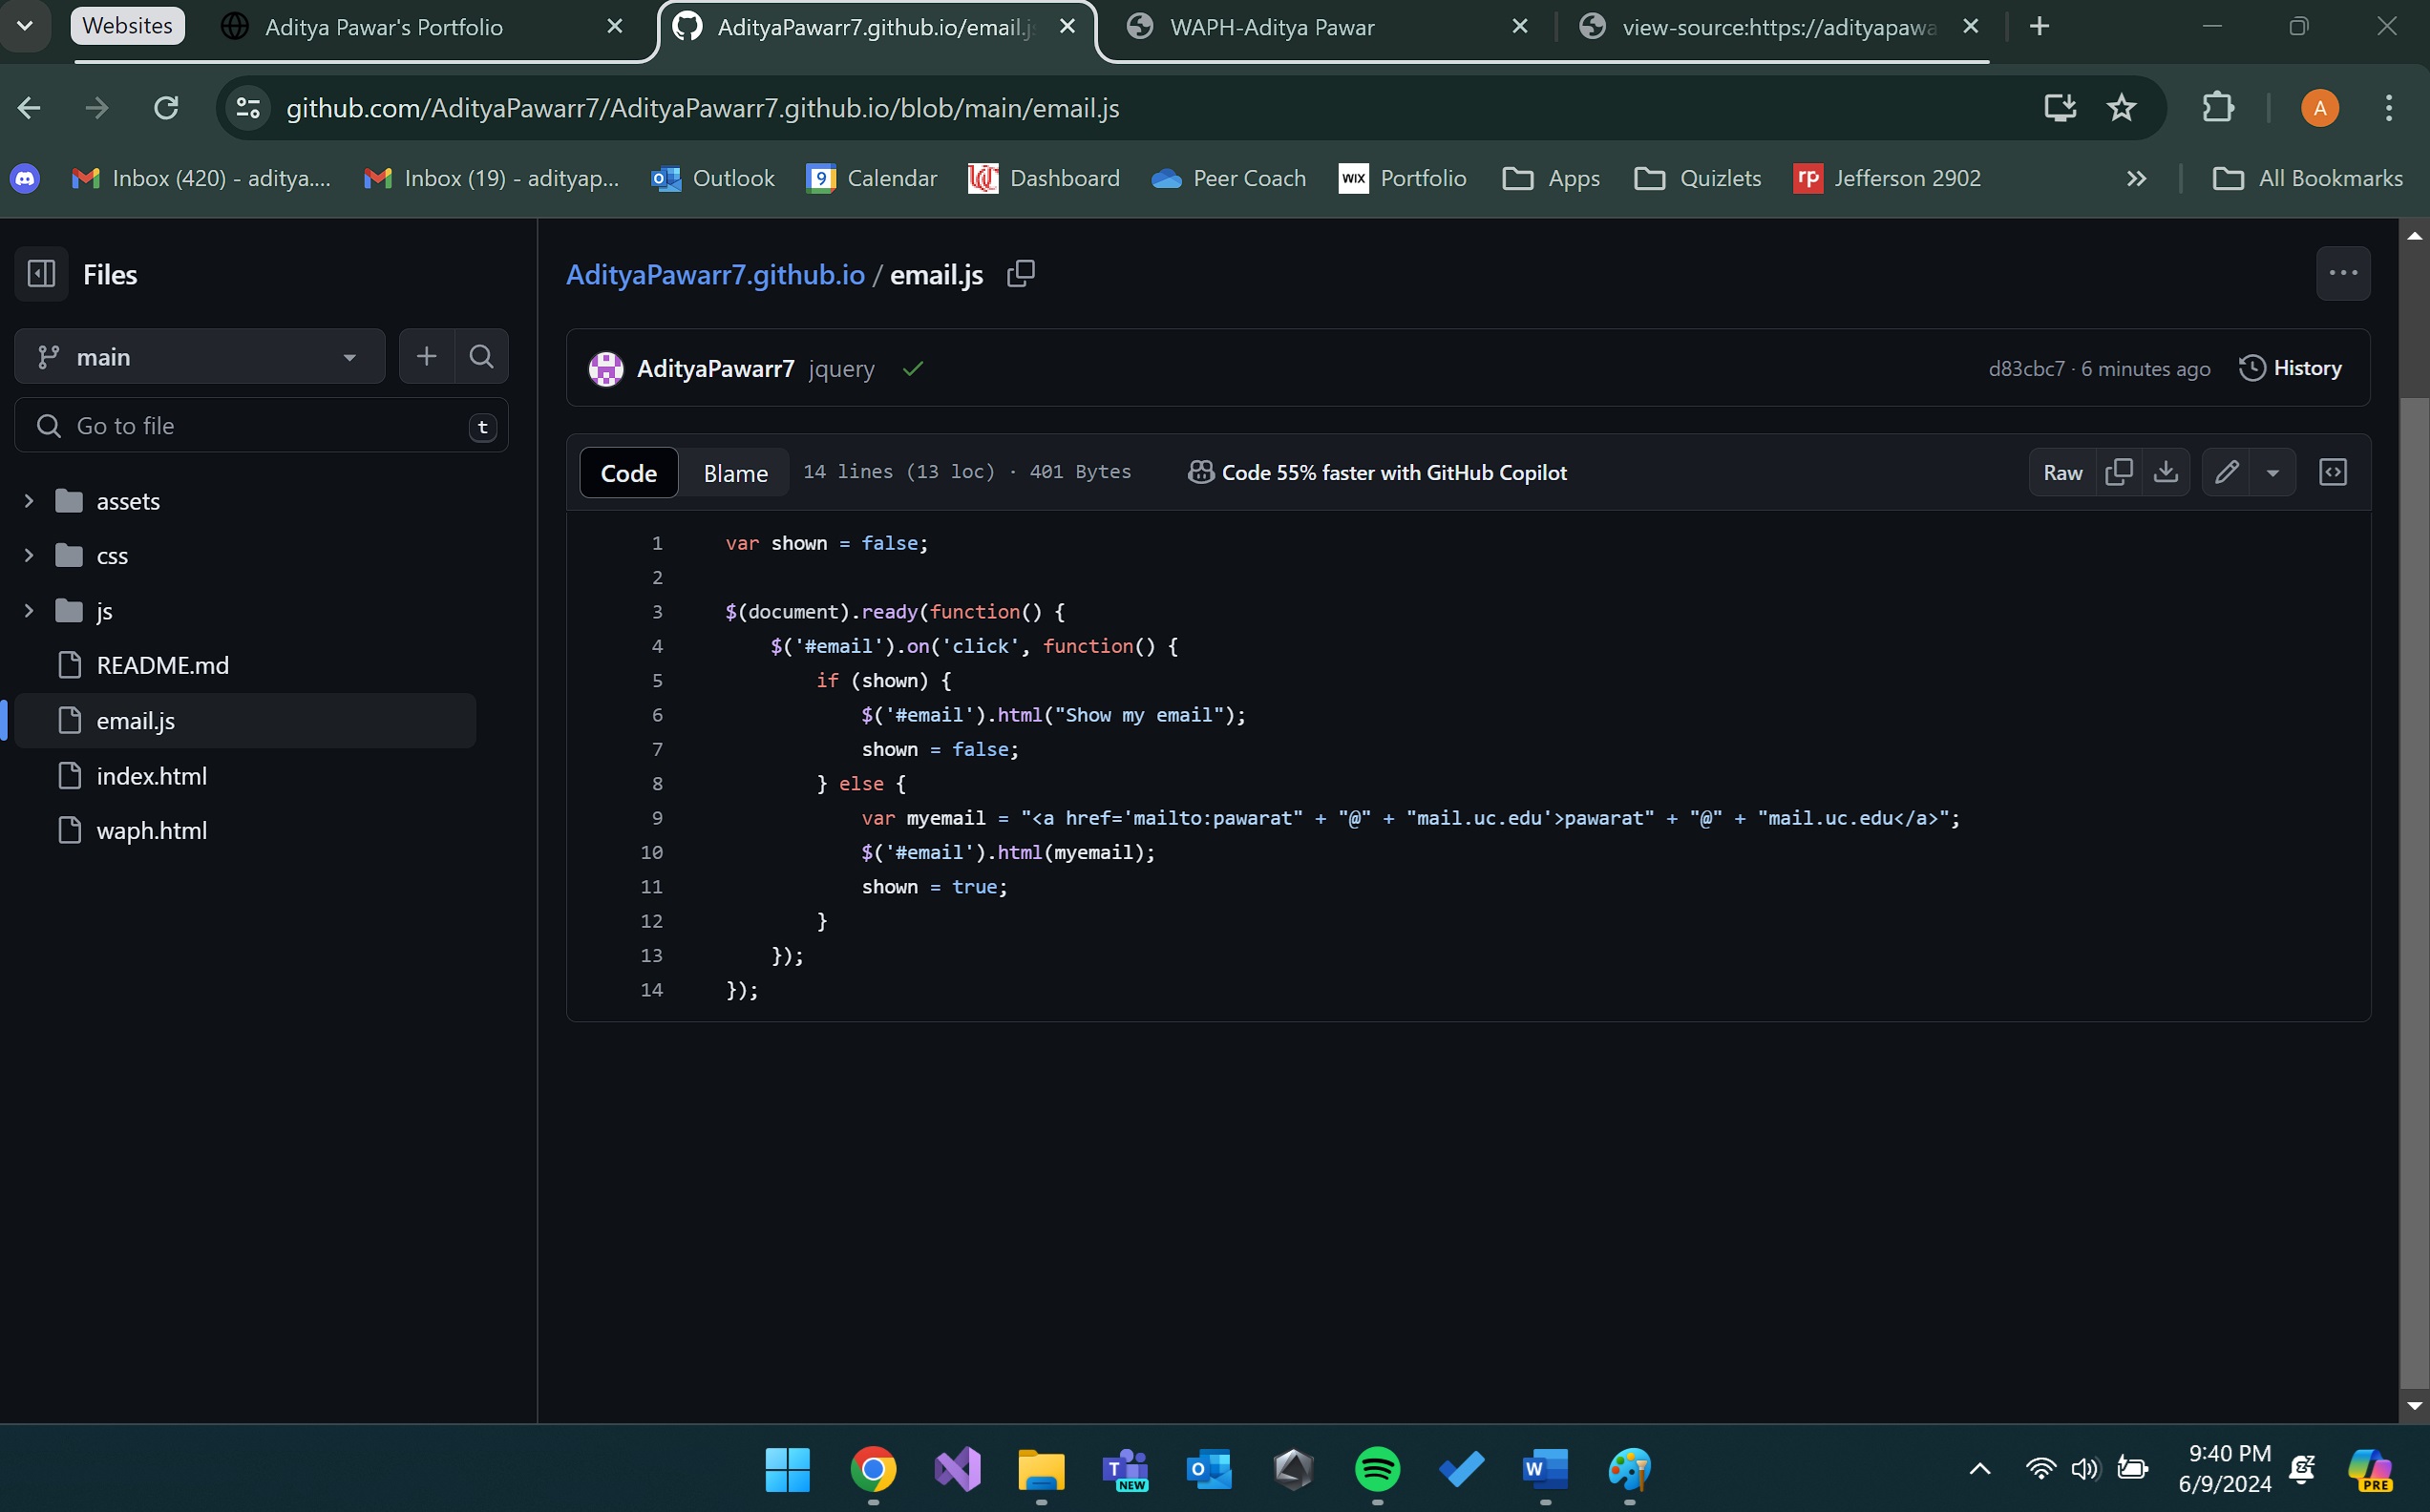 Websites
Aditya Pawar's Portfolio
AdityaPawarr7.github.io/email.js
WAPH-Aditya Pawar
view-source:https://adityapawa
github.com/AdityaPawarr7/AdityaPawarr7.github.io/blob/main/email.js
A
Inbox (420) - aditya....
Inbox (19) - adityap...
Outlook
9 Calendar
Dashboard
Peer Coach
WIX Portfolio
Apps
Quizlets
rp Jefferson 2902
All Bookmarks
Files
main
Go to file
t
assets
css
js
README.md
email.js
index.html
waph.html
AdityaPawarr7.github.io / email.js
AdityaPawarr7 jquery
d83cbc7 · 6 minutes ago
History
Code
Blame
14 lines (13 loc) · 401 Bytes
Code 55% faster with GitHub Copilot
Raw
1 var shown = false;
2
3 $(document).ready(function() {
4 $('#email').on('click', function() {
5 if (shown) {
6 $('#email').html("Show my email");
7 shown = false;
8 } else {
9 var myemail = "<a href='mailto:pawarat" + "@" + "mail.uc.edu'>pawarat" + "@" + "mail.uc.edu</a>";
10 $('#email').html(myemail);
11 shown = true;
12 }
13 });
14 });
T
NEW
O
W
9:40 PM
6/9/2024
PRE